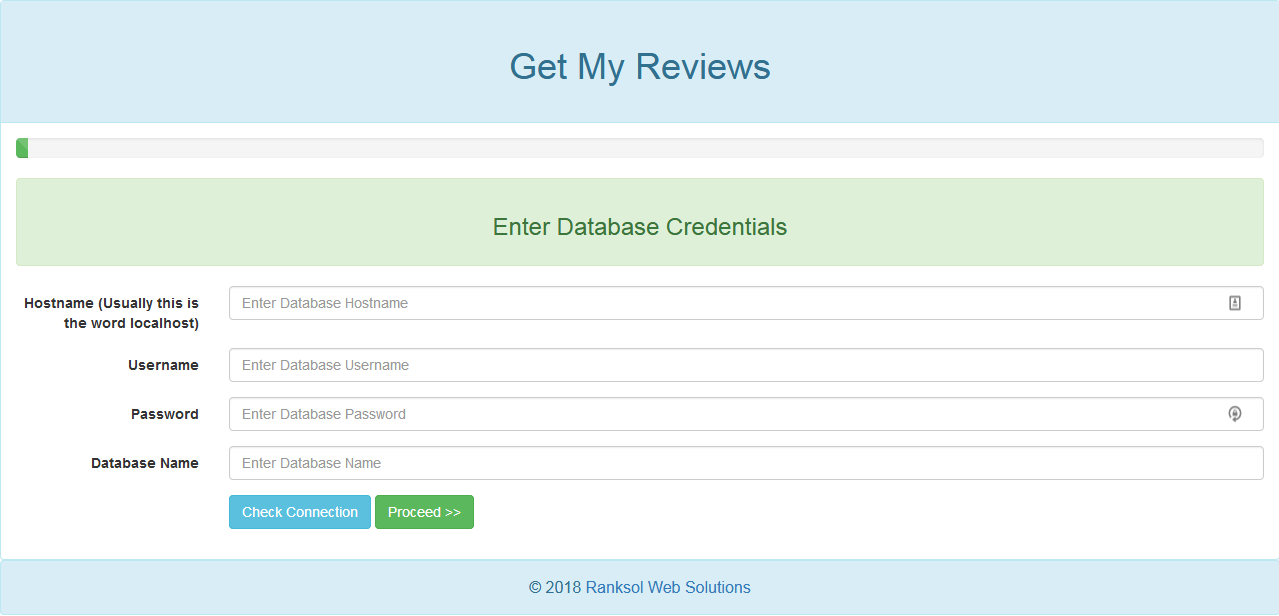 Get My Reviews
Enter Database Credentials
Hostname (Usually this is
the word localhost)
Enter Database Hostname
Username
Enter Database Username
Password
Enter Database Password
Database Name
Enter Database Name
Check Connection
Proceed >>
© 2018 Ranksol Web Solutions